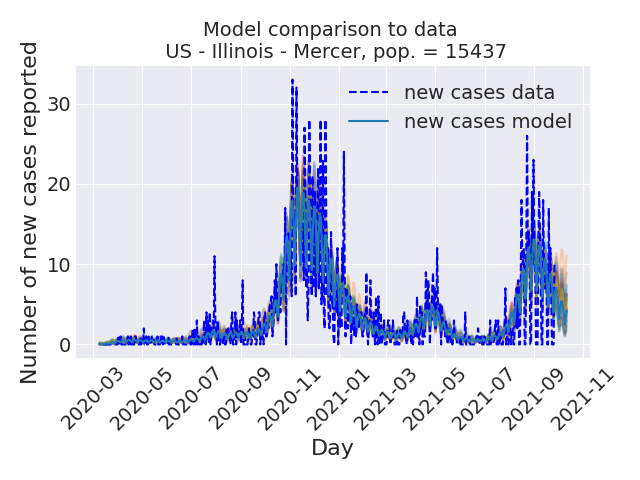 Model comparison to data
US - Illinois - Mercer, pop. = 15437
Number of new cases reported
30
20
10
0
new cases data
new cases model
2020-03
2020-05
2020-07
2020-09
2020-11
2021-01
2021-03
2021-05
2021-07
2021-09
2021-11
Day